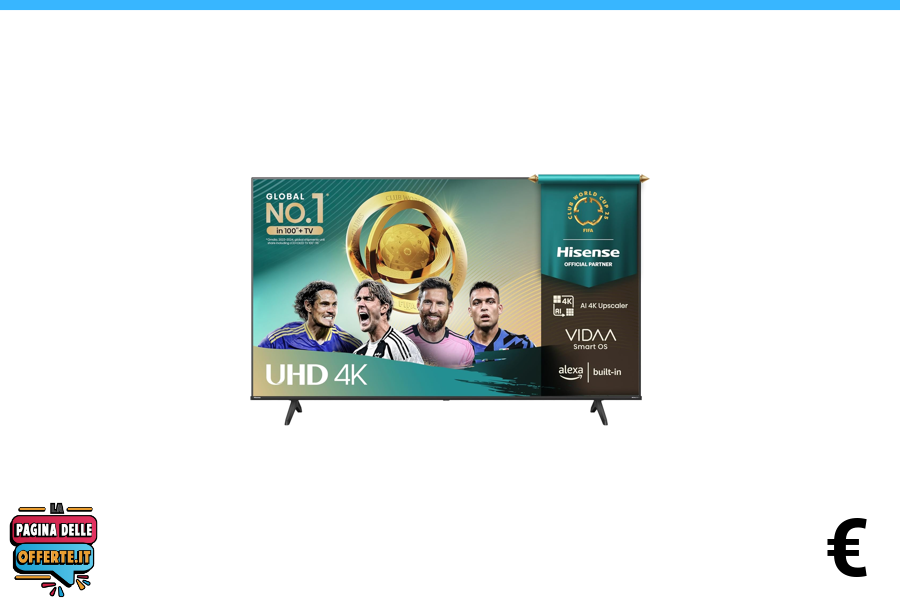 GLOBAL
NO.1
in 100"+ TV
CLUB WORLD CUP 25
FIFA
Hisense
OFFICIAL PARTNER
4K
AI
AI 4K Upscaler
VIDAA
Smart OS
alexa | built-in
UHD 4K
LA
PAGINA DELLE
OFFERTE.IT
€